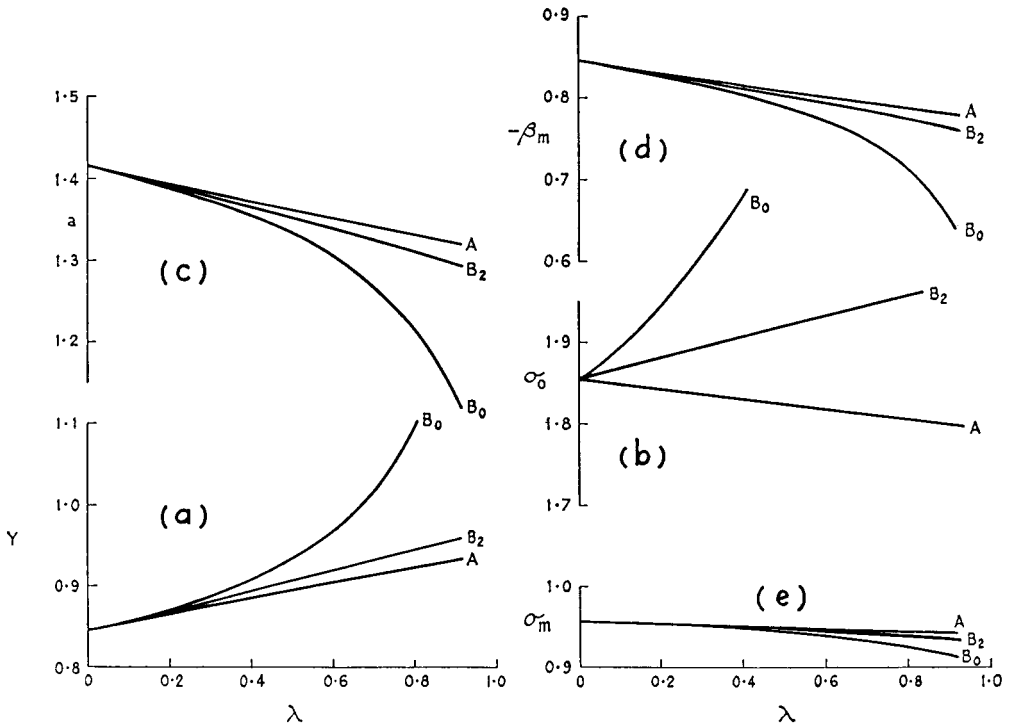 1·5
1·4
a
1·3
1·2
(c)
A
B₂
B₀
1·1
1·0
Y
0·9
0·8
(a)
B₀
B₂
A
0 0·2 0·4 0·6 0·8 1·0
λ
0·9
0·8
-βₘ
0·7
0·6
(d)
A
B₂
B₀
B₀
1·9
σ₀
1·8
1·7
(b)
B₂
A
1·0
σₘ
0·9
(e)
A
B₂
B₀
0 0·2 0·4 0·6 0·8 1·0
λ